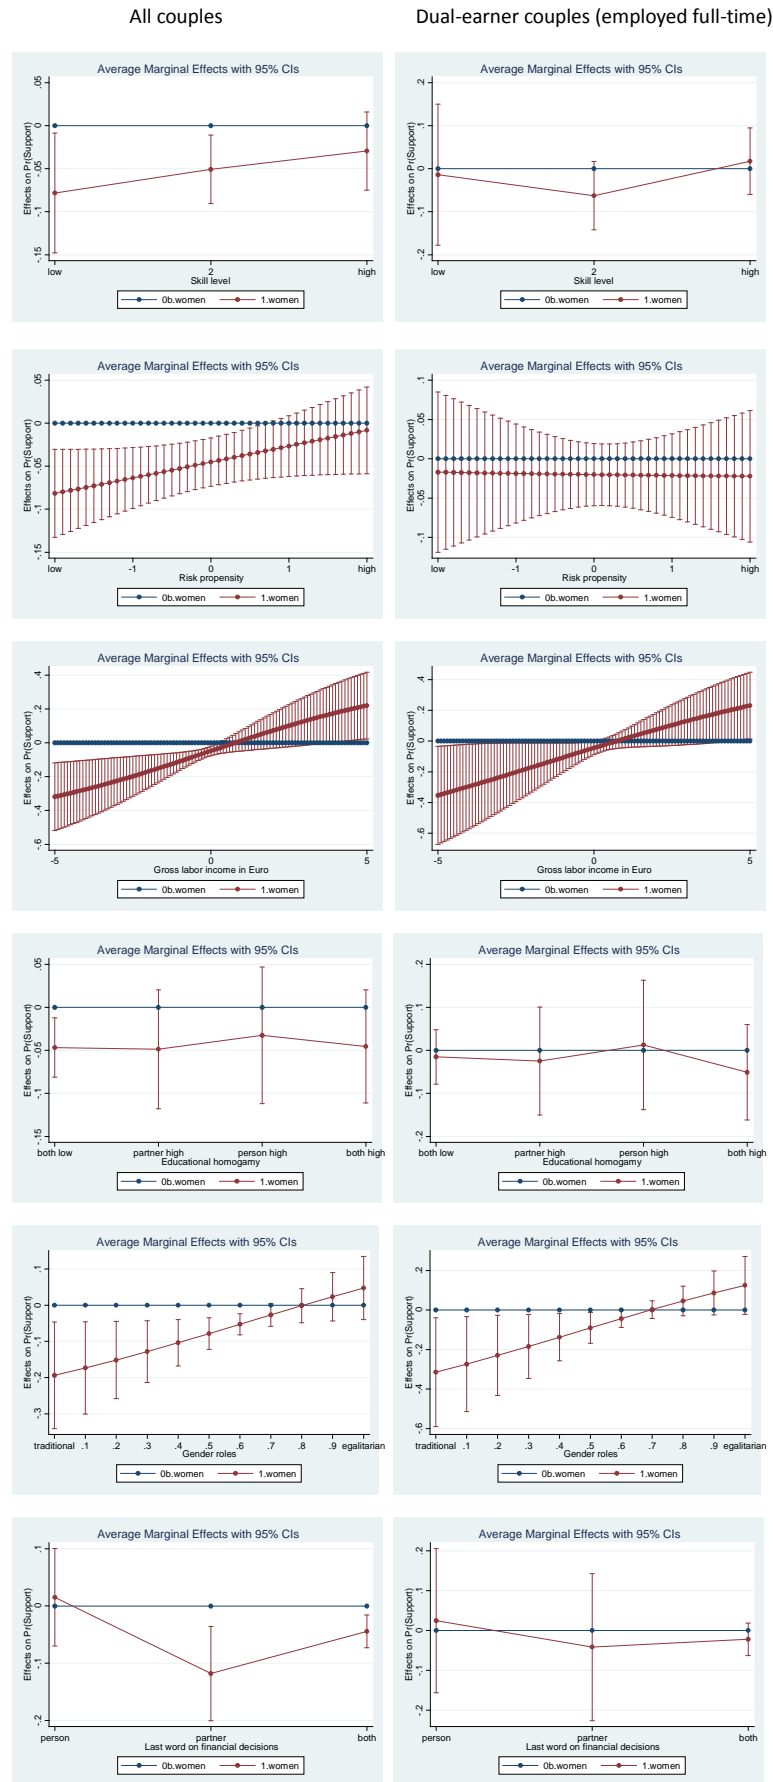 All couples
Dual-earner couples (employed full-time)
Average Marginal Effects with 95% CIs
Effects on Pr(Support)
.05
0
-.05
-.1
-.15
low
2
high
Skill level
0b.women
1.women
Average Marginal Effects with 95% CIs
Effects on Pr(Support)
.2
.1
0
-.1
-.2
low
2
high
Skill level
0b.women
1.women
Average Marginal Effects with 95% CIs
Effects on Pr(Support)
.05
0
-.05
-.1
-.15
low
-1
0
1
high
Risk propensity
0b.women
1.women
Average Marginal Effects with 95% CIs
Effects on Pr(Support)
.1
.05
0
-.05
-.1
low
-1
0
1
high
Risk propensity
0b.women
1.women
Average Marginal Effects with 95% CIs
Effects on Pr(Support)
.4
.2
0
-.2
-.4
-.6
-5
0
5
Gross labor income in Euro
0b.women
1.women
Average Marginal Effects with 95% CIs
Effects on Pr(Support)
.4
.2
0
-.2
-.4
-.6
-5
0
5
Gross labor income in Euro
0b.women
1.women
Average Marginal Effects with 95% CIs
Effects on Pr(Support)
.05
0
-.05
-.1
-.15
both low
partner high
person high
both high
Educational homogamy
0b.women
1.women
Average Marginal Effects with 95% CIs
Effects on Pr(Support)
.2
.1
0
-.1
-.2
both low
partner high
person high
both high
Educational homogamy
0b.women
1.women
Average Marginal Effects with 95% CIs
Effects on Pr(Support)
.1
0
-.1
-.2
-.3
traditional .1 .2 .3 .4 .5 .6 .7 .8 .9 egalitarian
Gender roles
0b.women
1.women
Average Marginal Effects with 95% CIs
Effects on Pr(Support)
.4
.2
0
-.2
-.4
-.6
traditional .1 .2 .3 .4 .5 .6 .7 .8 .9 egalitarian
Gender roles
0b.women
1.women
Average Marginal Effects with 95% CIs
Effects on Pr(Support)
.1
0
-.1
-.2
person
partner
both
Last word on financial decisions
0b.women
1.women
Average Marginal Effects with 95% CIs
Effects on Pr(Support)
.2
.1
0
-.1
-.2
person
partner
both
Last word on financial decisions
0b.women
1.women